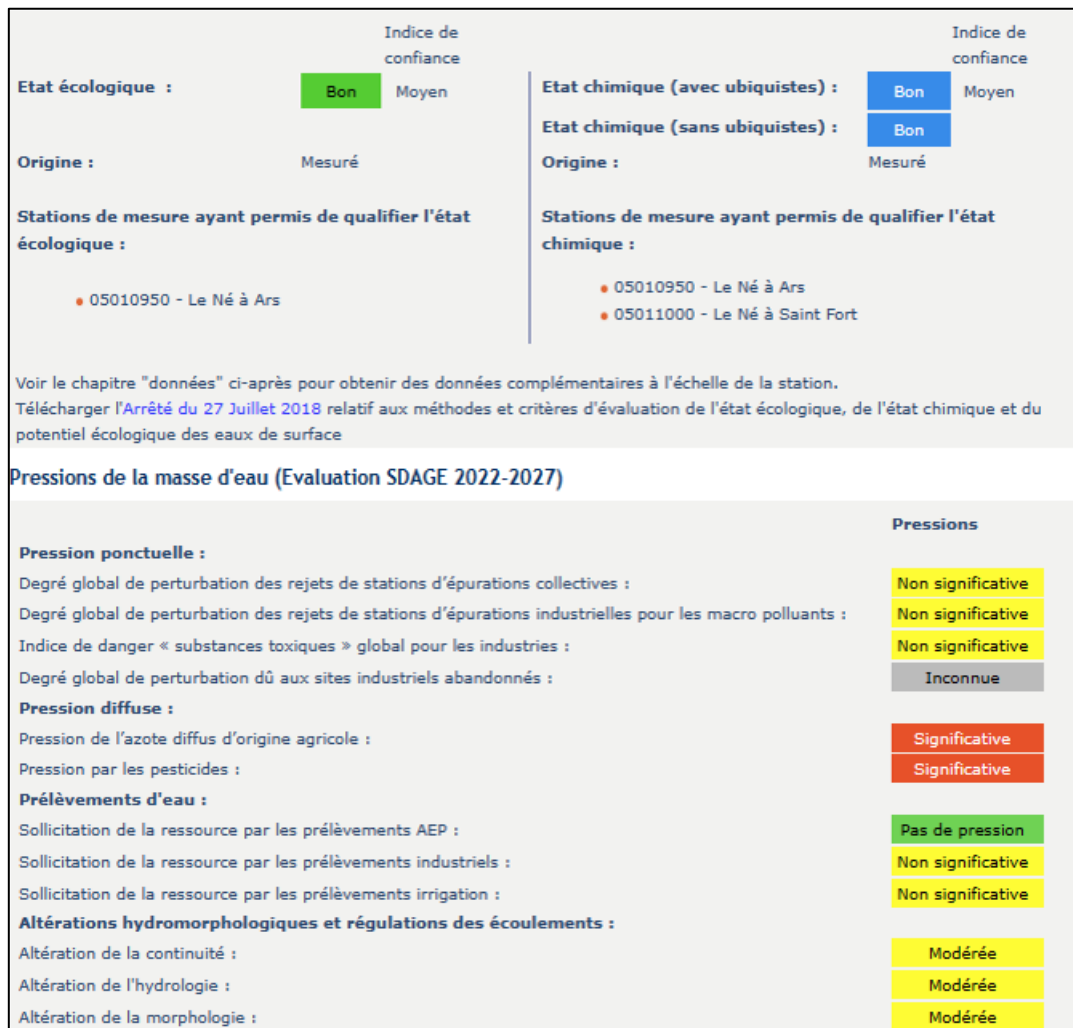 Indice de
confiance
Etat écologique :
Bon
Moyen
Origine :
Mesuré
Stations de mesure ayant permis de qualifier l'état
écologique :
05010950 - Le Né à Ars
Indice de
confiance
Etat chimique (avec ubiquistes) :
Bon
Moyen
Etat chimique (sans ubiquistes) :
Bon
Origine :
Mesuré
Stations de mesure ayant permis de qualifier l'état
chimique :
05010950 - Le Né à Ars
05011000 - Le Né à Saint Fort
Voir le chapitre "données" ci-après pour obtenir des données complémentaires à l'échelle de la station.
Télécharger l'Arrêté du 27 Juillet 2018 relatif aux méthodes et critères d'évaluation de l'état écologique, de l'état chimique et du
potentiel écologique des eaux de surface
Pressions de la masse d'eau (Evaluation SDAGE 2022-2027)
Pressions
Pression ponctuelle :
Degré global de perturbation des rejets de stations d'épurations collectives : Non significative
Degré global de perturbation des rejets de stations d'épurations industrielles pour les macro polluants : Non significative
Indice de danger « substances toxiques » global pour les industries : Non significative
Degré global de perturbation dû aux sites industriels abandonnés : Inconnue
Pression diffuse :
Pression de l'azote diffus d'origine agricole : Significative
Pression par les pesticides : Significative
Prélèvements d'eau :
Sollicitation de la ressource par les prélèvements AEP : Pas de pression
Sollicitation de la ressource par les prélèvements industriels : Non significative
Sollicitation de la ressource par les prélèvements irrigation : Non significative
Altérations hydromorphologiques et régulations des écoulements :
Altération de la continuité : Modérée
Altération de l'hydrologie : Modérée
Altération de la morphologie : Modérée